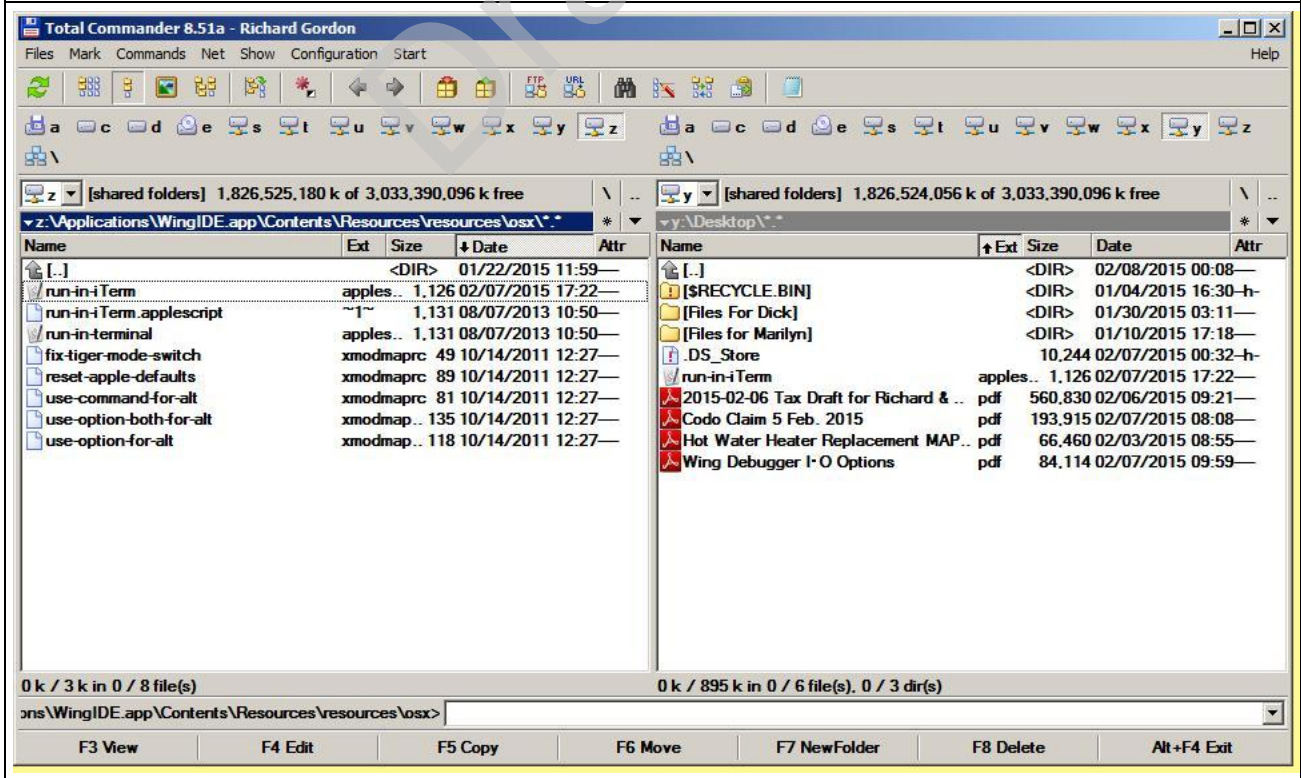 Total Commander 8.51a - Richard Gordon
Files Mark Commands Net Show Configuration Start Help
FTP URL
a c d e s t u v w x y z
\
a c d e s t u v w x y z
\
z [shared folders] 1,826,525,180 k of 3,033,390,096 k free \ ..
y [shared folders] 1,826,524,056 k of 3,033,390,096 k free \ ..
z:\Applications\WingIDE.app\Contents\Resources\resources\osx\*.* *
y:\Desktop\*.* *
Name Ext Size Date Attr
[..] <DIR> 01/22/2015 11:59----
run-in-iTerm apples.. 1,126 02/07/2015 17:22----
run-in-iTerm.applescript ~1~ 1,131 08/07/2013 10:50----
run-in-terminal apples.. 1,131 08/07/2013 10:50----
fix-tiger-mode-switch xmodmaprc 49 10/14/2011 12:27----
reset-apple-defaults xmodmaprc 89 10/14/2011 12:27----
use-command-for-alt xmodmaprc 81 10/14/2011 12:27----
use-option-both-for-alt xmodmap.. 135 10/14/2011 12:27----
use-option-for-alt xmodmap.. 118 10/14/2011 12:27----
0 k / 3 k in 0 / 8 file(s)
Name Ext Size Date Attr
[..] <DIR> 02/08/2015 00:08----
[$RECYCLE.BIN] <DIR> 01/04/2015 16:30--h-
[Files For Dick] <DIR> 01/30/2015 03:11----
[Files for Marilyn] <DIR> 01/10/2015 17:18----
.DS_Store 10,244 02/07/2015 00:32--h-
run-in-iTerm apples.. 1,126 02/07/2015 17:22----
2015-02-06 Tax Draft for Richard & .. pdf 560,830 02/06/2015 09:21----
Codo Claim 5 Feb. 2015 pdf 193,915 02/07/2015 08:08----
Hot Water Heater Replacement MAP.. pdf 66,460 02/03/2015 08:55----
Wing Debugger I·O Options pdf 84,114 02/07/2015 09:59----
0 k / 895 k in 0 / 6 file(s), 0 / 3 dir(s)
ons\WingIDE.app\Contents\Resources\resources\osx>
F3 View F4 Edit F5 Copy F6 Move F7 NewFolder F8 Delete Alt+F4 Exit